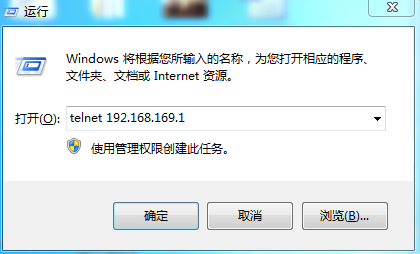 运行
Windows 将根据您所输入的名称，为您打开相应的程序、
文件夹、文档或 Internet 资源。
打开(O): telnet 192.168.169.1
使用管理权限创建此任务。
确定 取消 浏览(B)...